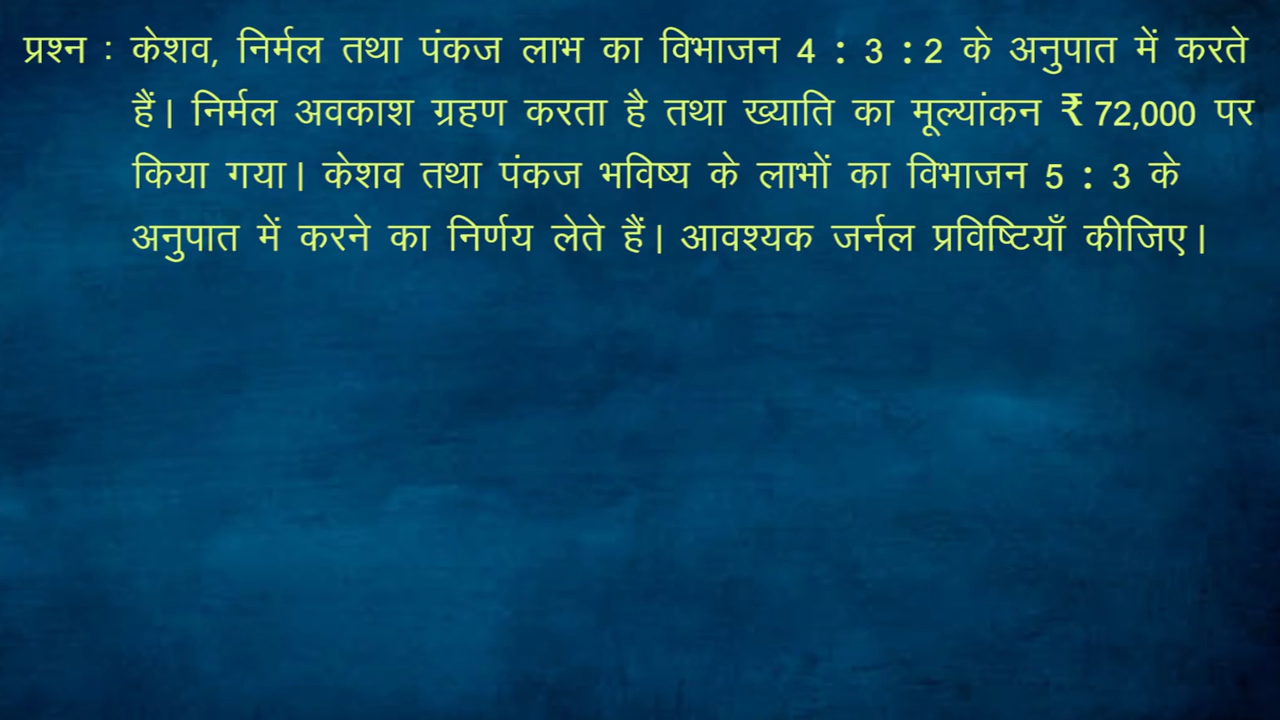 प्रश्न : केशव, निर्मल तथा पंकज लाभ का विभाजन 4 : 3 : 2 के अनुपात में करते
हैं। निर्मल अवकाश ग्रहण करता है तथा ख्याति का मूल्यांकन ₹ 72,000 पर
किया गया। केशव तथा पंकज भविष्य के लाभों का विभाजन 5 : 3 के
अनुपात में करने का निर्णय लेते हैं। आवश्यक जर्नल प्रविष्टियाँ कीजिए।